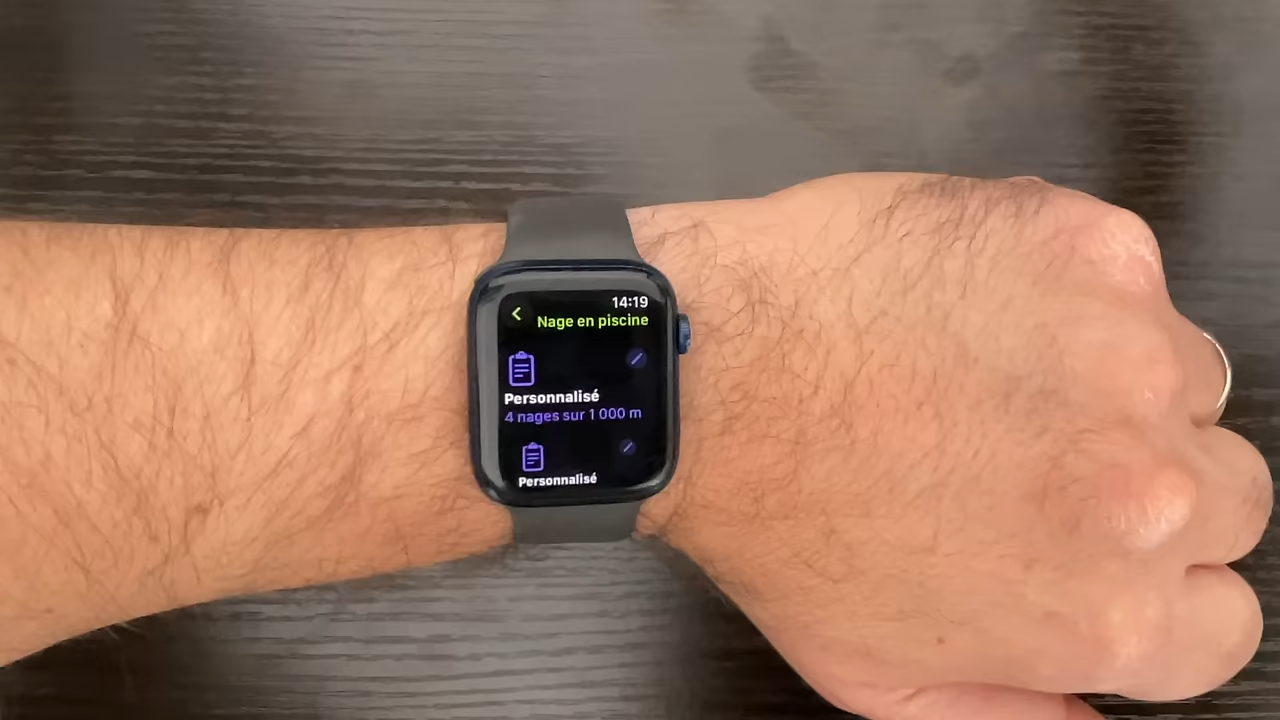 14:19
Nage en piscine
Personnalisé
4 nages sur 1 000 m
Personnalisé